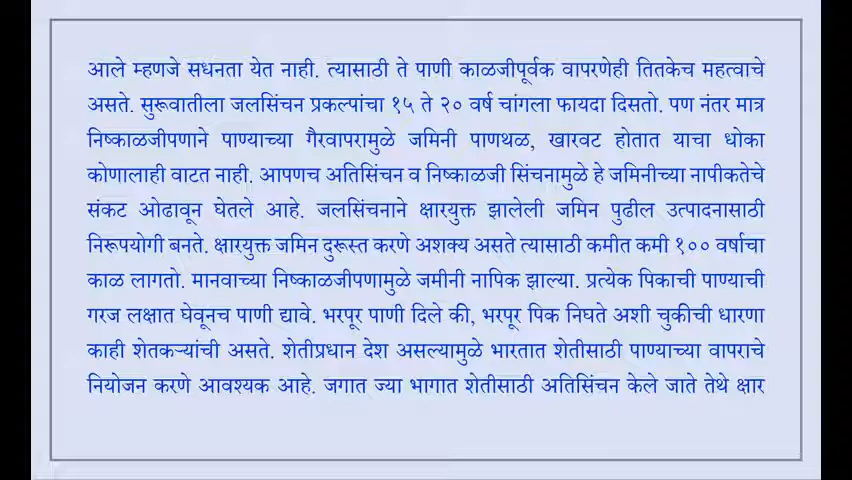 आले म्हणजे सधनता येत नाही. त्यासाठी ते पाणी काळजीपूर्वक वापरणेही तितकेच महत्वाचे
असते. सुरूवातीला जलसिंचन प्रकल्पांचा १५ ते २० वर्ष चांगला फायदा दिसतो. पण नंतर मात्र
निष्काळजीपणाने पाण्याच्या गैरवापरामुळे जमिनी पाणथळ, खारवट होतात याचा धोका
कोणालाही वाटत नाही. आपणच अतिसिंचन व निष्काळजी सिंचनामुळे हे जमिनीच्या नापीकतेचे
संकट ओढावून घेतले आहे. जलसिंचनाने क्षारयुक्त झालेली जमिन पुढील उत्पादनासाठी
निरूपयोगी बनते. क्षारयुक्त जमिन दुरूस्त करणे अशक्य असते त्यासाठी कमीत कमी १०० वर्षाचा
काळ लागतो. मानवाच्या निष्काळजीपणामुळे जमीनी नापिक झाल्या. प्रत्येक पिकाची पाण्याची
गरज लक्षात घेवूनच पाणी द्यावे. भरपूर पाणी दिले की, भरपूर पिक निघते अशी चुकीची धारणा
काही शेतकऱ्यांची असते. शेतीप्रधान देश असल्यामुळे भारतात शेतीसाठी पाण्याच्या वापराचे
नियोजन करणे आवश्यक आहे. जगात ज्या भागात शेतीसाठी अतिसिंचन केले जाते तेथे क्षार